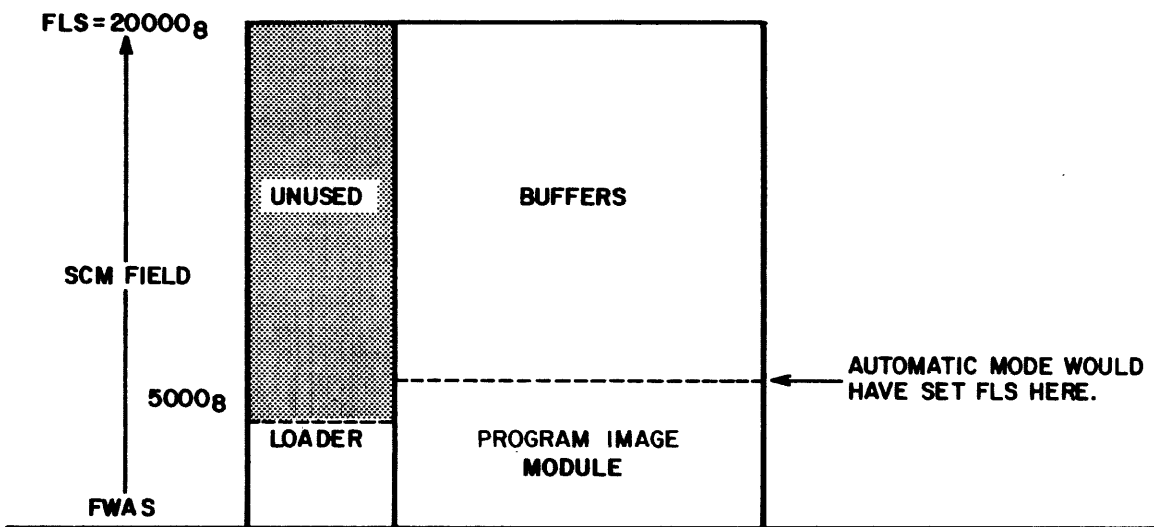 FLS=20000₈
UNUSED
BUFFERS
SCM FIELD
AUTOMATIC MODE WOULD
HAVE SET FLS HERE.
5000₈
LOADER
PROGRAM IMAGE
MODULE
FWAS